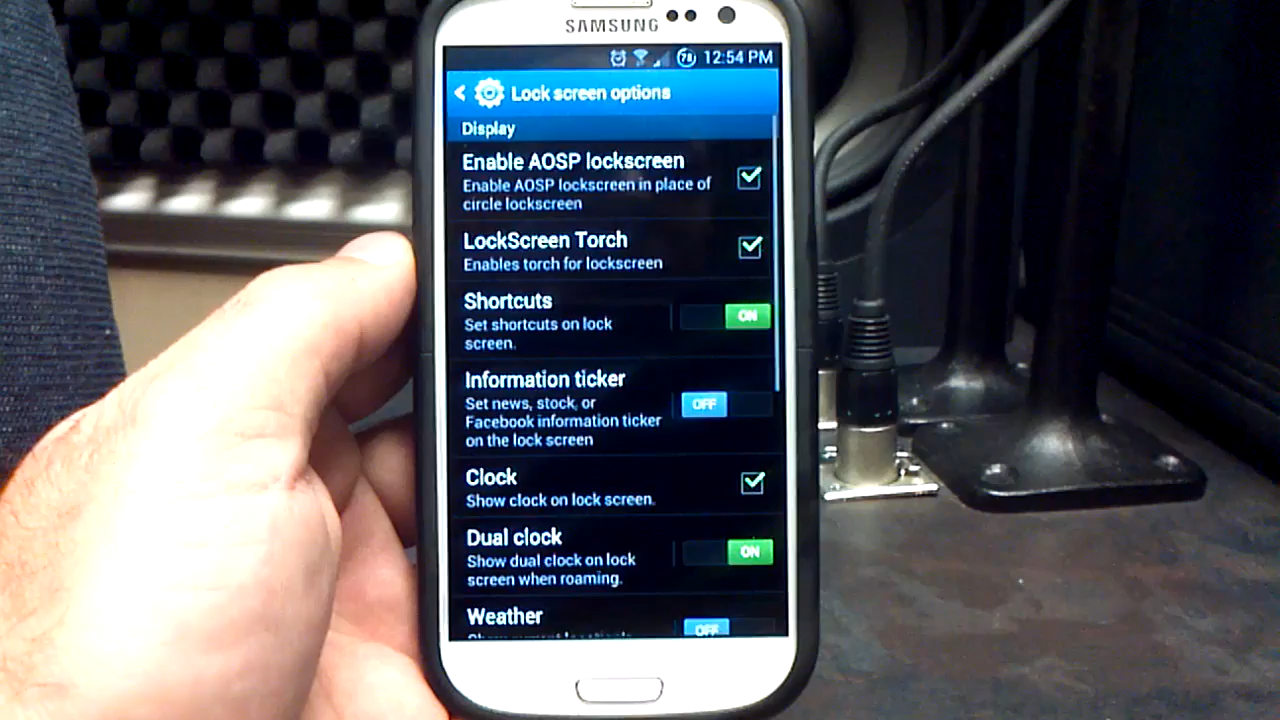 SAMSUNG
78 12:54 PM
Lock screen options
Display
Enable AOSP lockscreen
Enable AOSP lockscreen in place of
circle lockscreen
LockScreen Torch
Enables torch for lockscreen
Shortcuts
ON
Set shortcuts on lock
screen.
Information ticker
Set news, stock, or
OFF
Facebook information ticker
on the lock screen
Clock
Show clock on lock screen.
Dual clock
ON
Show dual clock on lock
screen when roaming.
Weather
OFF